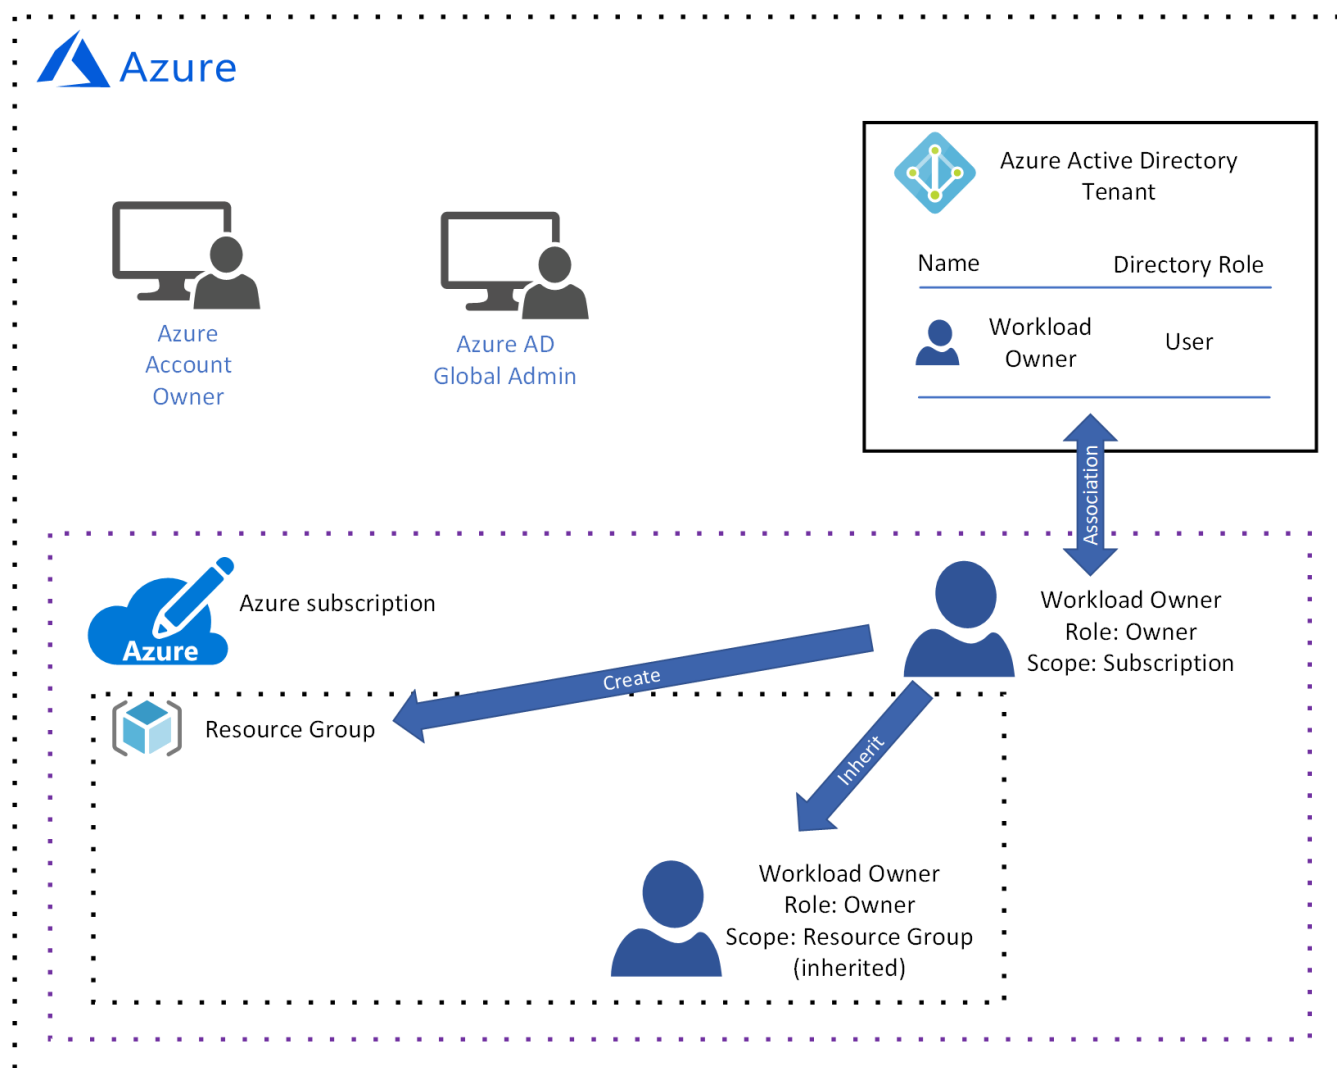 Azure
Azure Active Directory
Tenant
Name
Directory Role
Workload
Owner
User
Azure
Account
Owner
Azure AD
Global Admin
Association
Azure
Azure subscription
Workload Owner
Role: Owner
Scope: Subscription
Create
Resource Group
Inherit
Workload Owner
Role: Owner
Scope: Resource Group
(inherited)